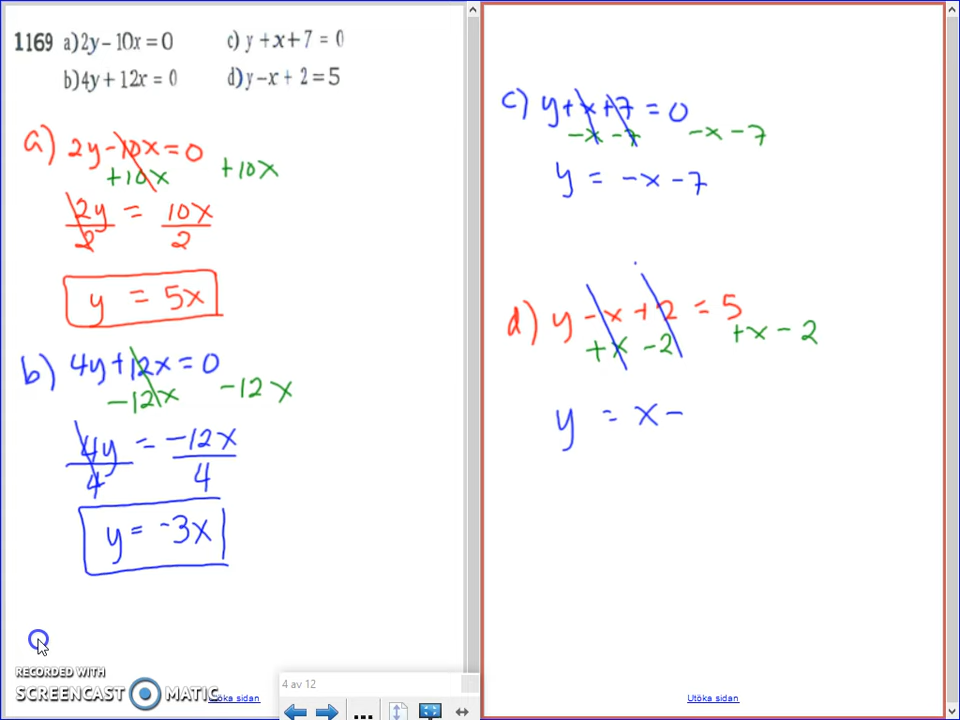 1169 a) 2y – 10x = 0 c) y + x + 7 = 0
b) 4y + 12x = 0 d) y – x + 2 = 5
a) 2y - 10x = 0
+10x +10x
2y/2 = 10x/2
y = 5x
b) 4y + 12x = 0
-12x -12x
4y/4 = -12x/4
y = -3x
c) y + x + 7 = 0
-x -7 -x -7
y = -x -7
d) y - x + 2 = 5
+x -2 +x -2
y = x -
RECORDED WITH
SCREENCAST MATIC
Utöka sidan
4 av 12
Utöka sidan